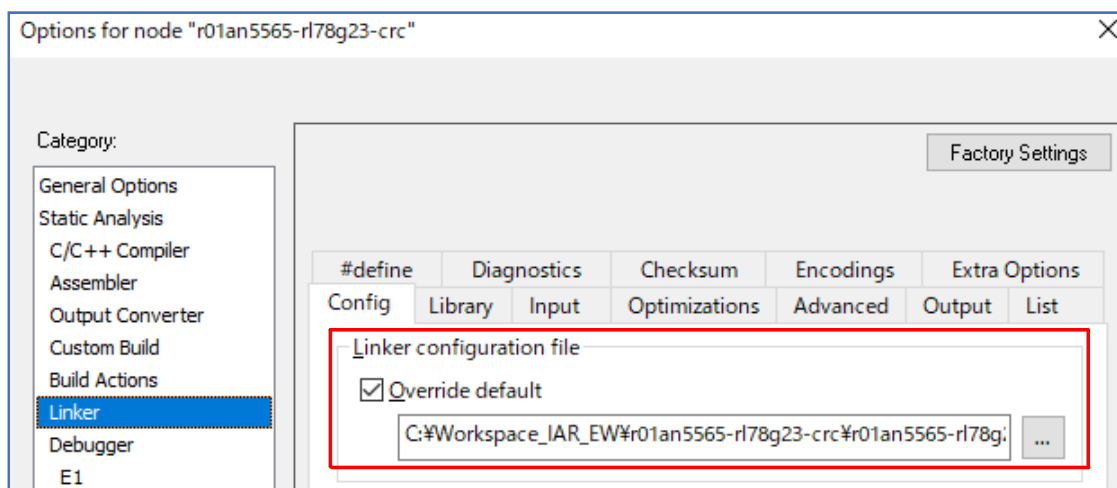 Options for node "r01an5565-rl78g23-crc"
Category:
Factory Settings
General Options
Static Analysis
C/C++ Compiler
Assembler
Output Converter
Custom Build
Build Actions
Linker
Debugger
E1
#define Diagnostics Checksum Encodings Extra Options
Config Library Input Optimizations Advanced Output List
Linker configuration file
Override default
C:¥Workspace_IAR_EW¥r01an5565-rl78g23-crc¥r01an5565-rl78g2
...